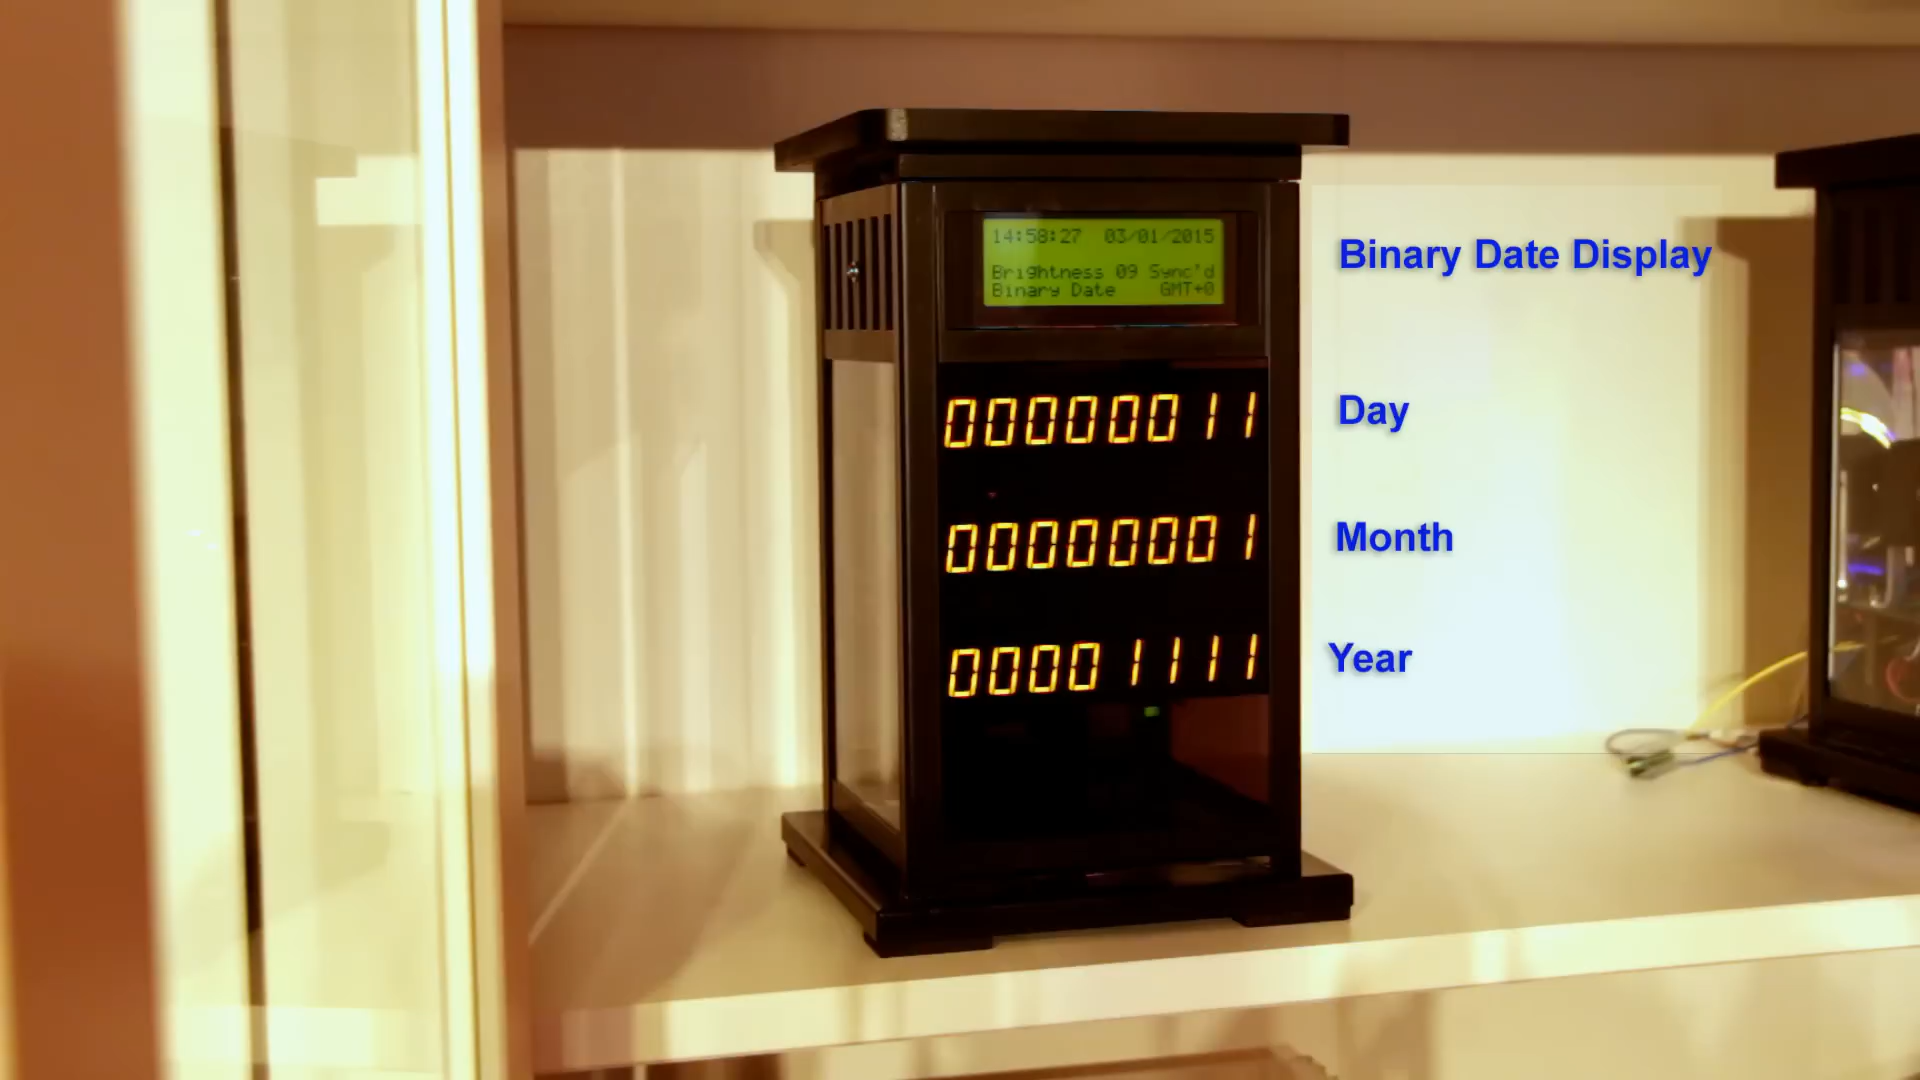 14:58:27 03/01/2015
Brightness 09 Sync'd
Binary Date GMT+0
Binary Date Display
00000011 Day
00000001 Month
00001111 Year